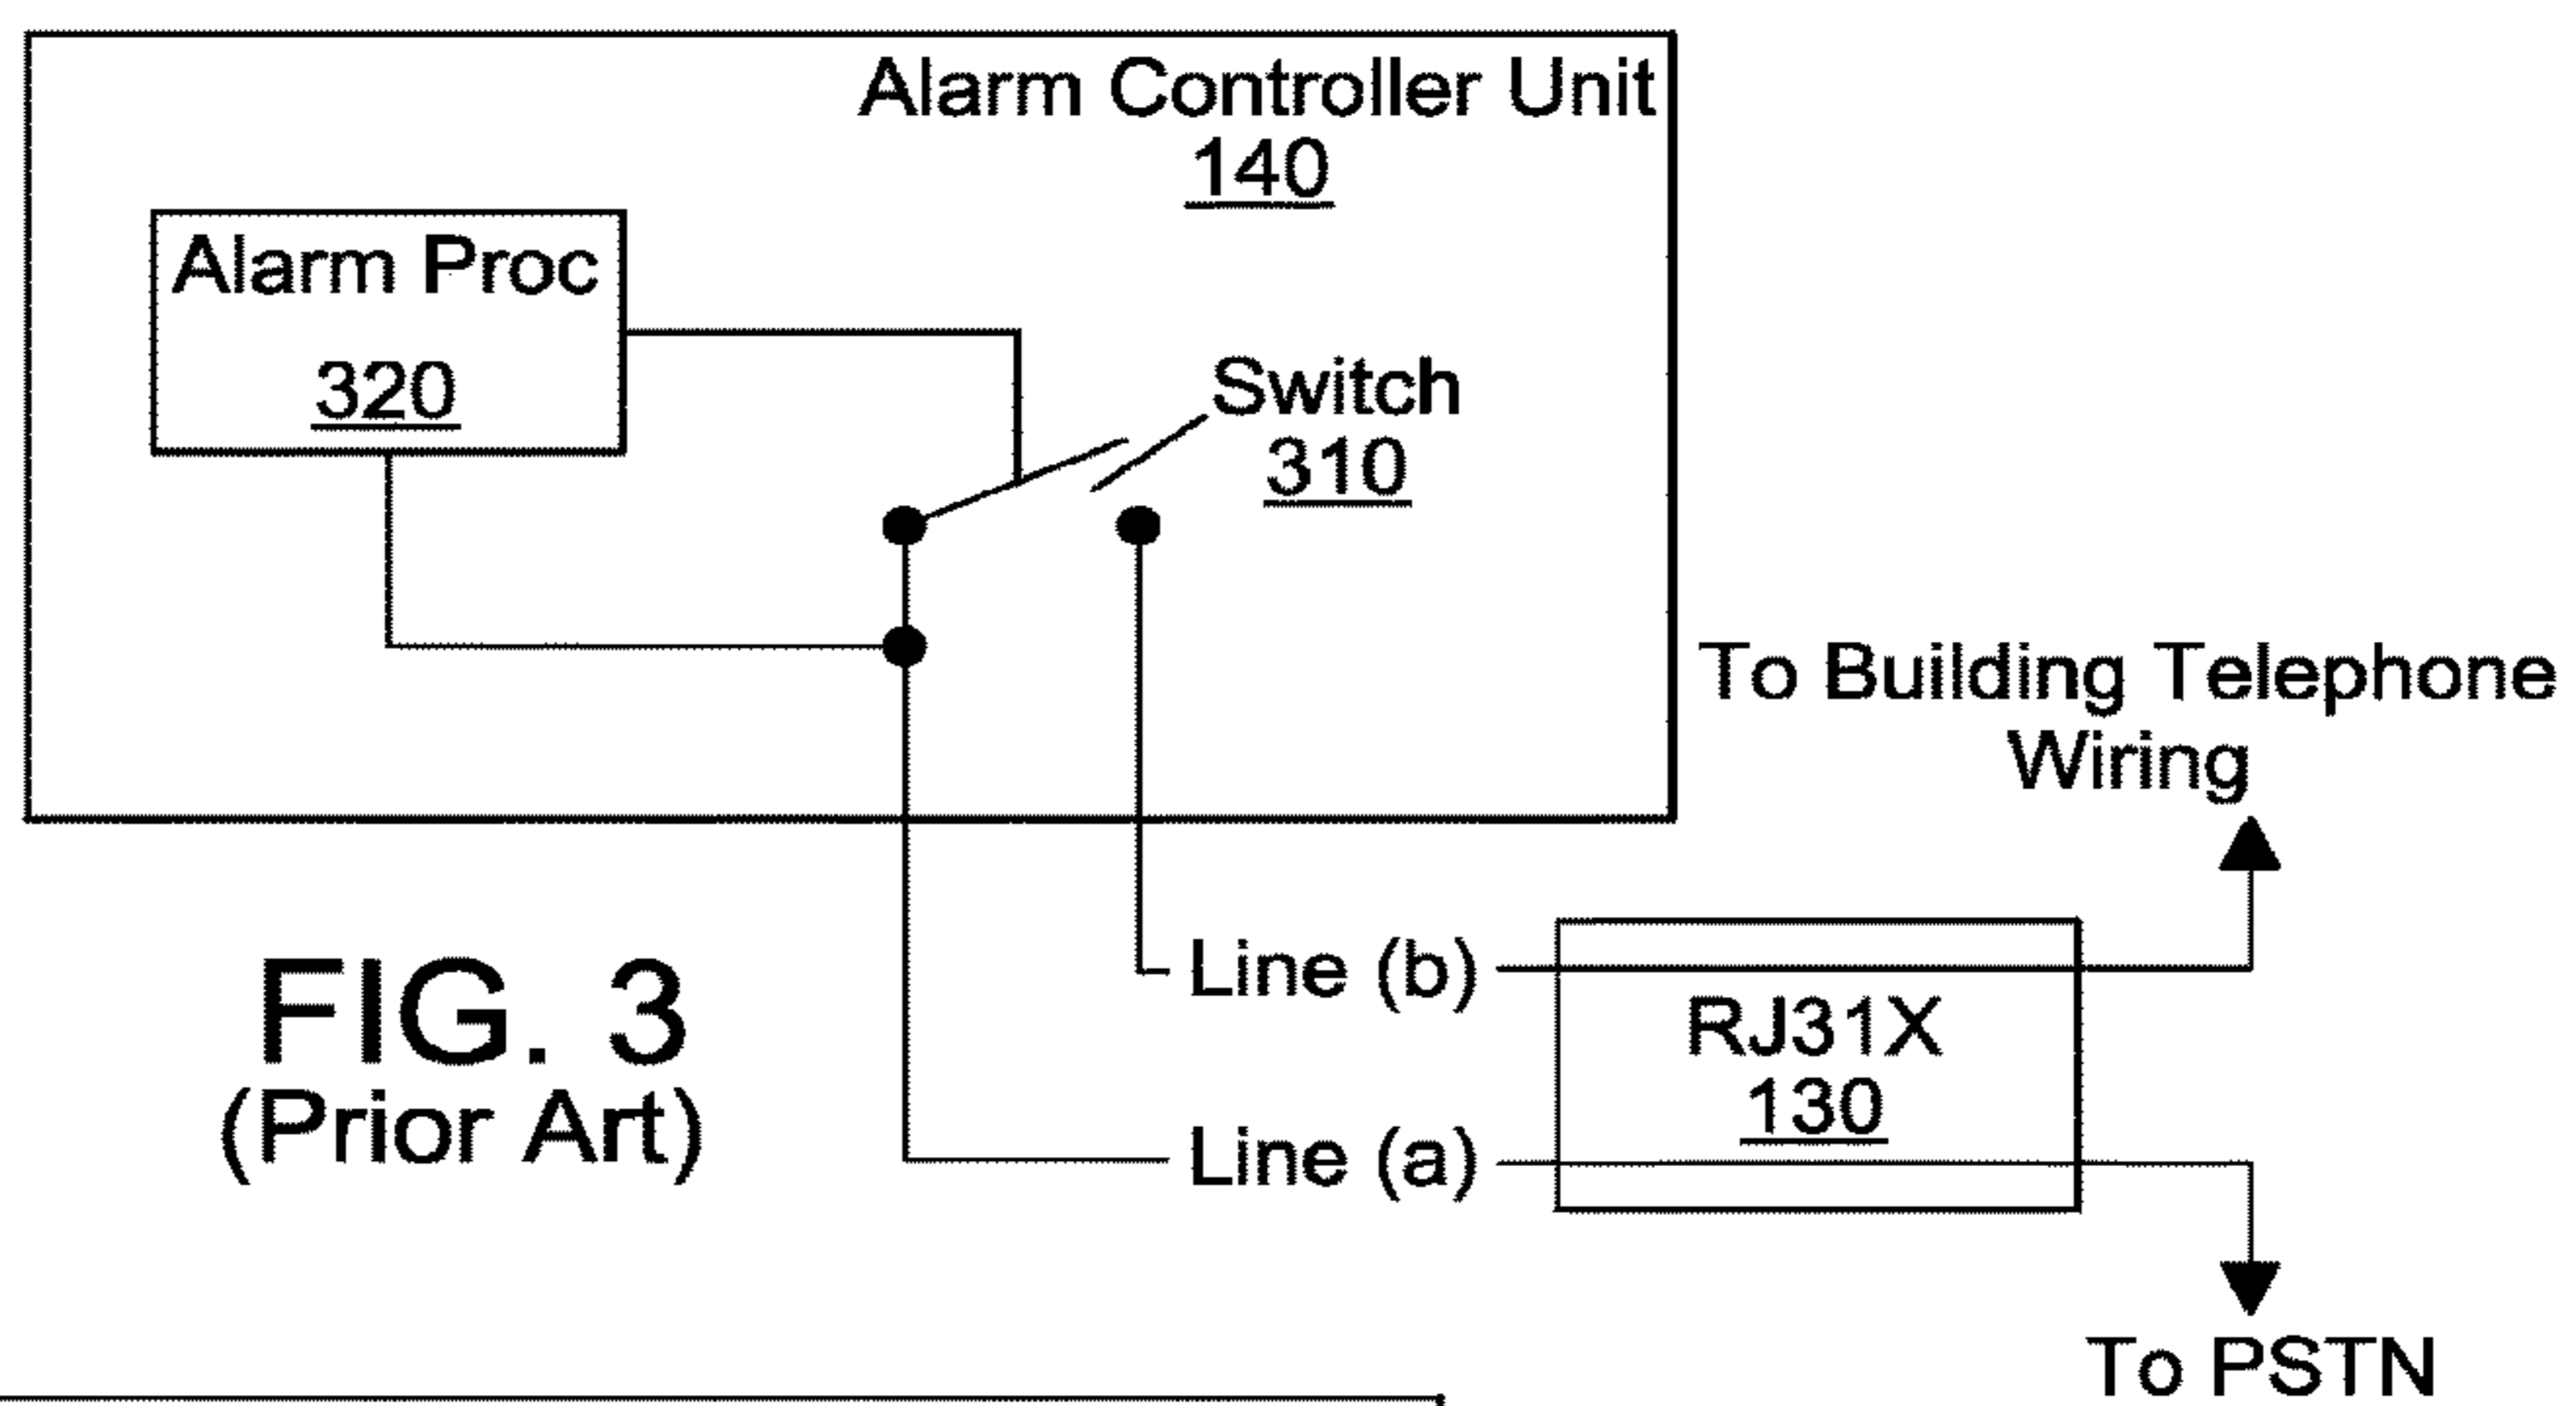 Alarm Controller Unit
140
Alarm Proc
320
Switch
310
To Building Telephone
Wiring
Line (b)
RJ31X
130
Line (a)
To PSTN
FIG. 3
(Prior Art)